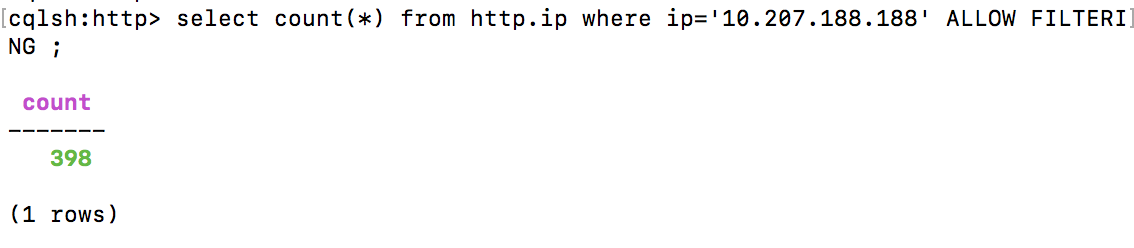 [cqlsh:http> select count(*) from http.ip where ip='10.207.188.188' ALLOW FILTERI]
NG ;
count
-------
398
(1 rows)